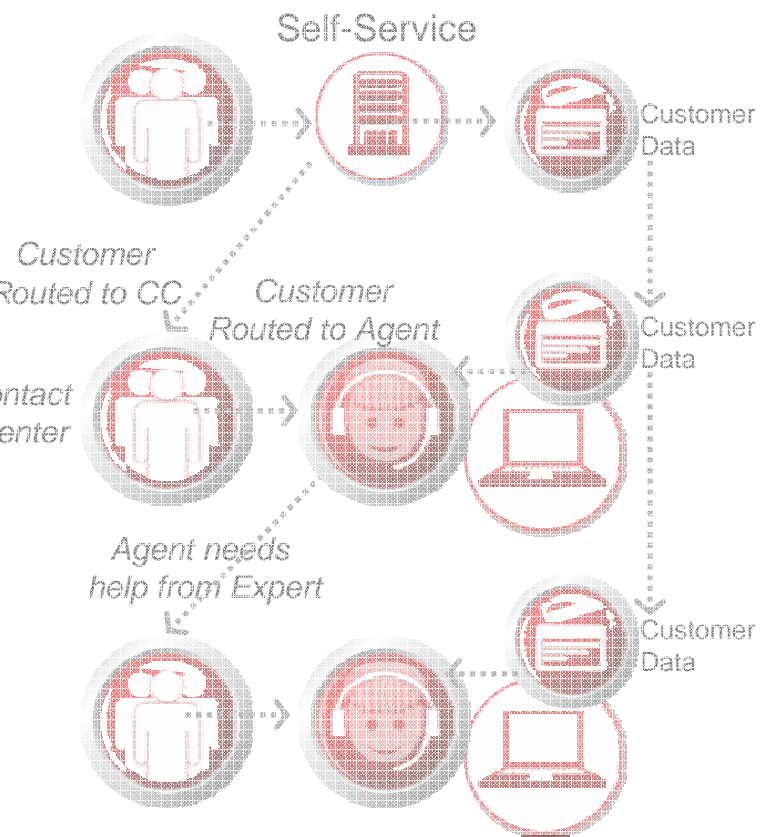 Self-Service
Customer
Data
Customer
Routed to CC
Customer
Routed to Agent
Customer
Data
ontact
enter
Agent needs
help from Expert
Customer
Data